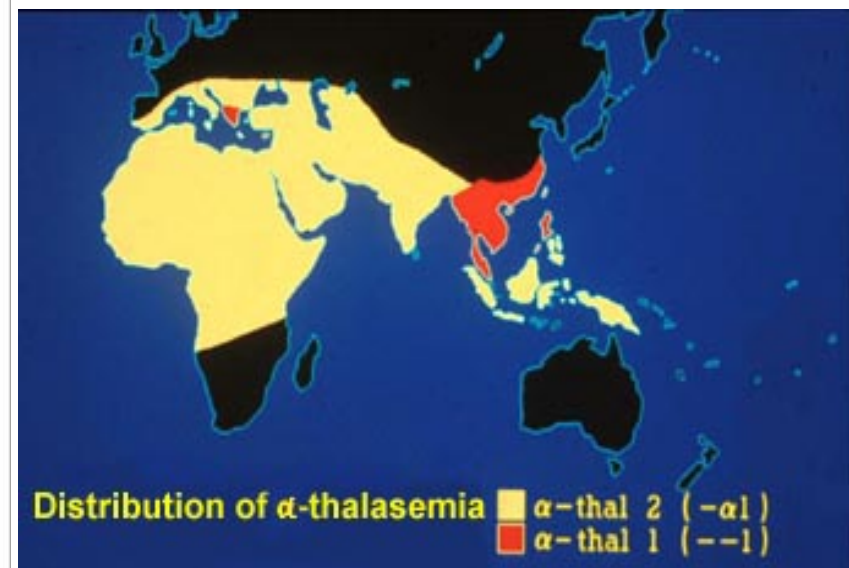 Distribution of α-thalasemia
α-thal 2 (-α1)
α-thal 1 (--1)